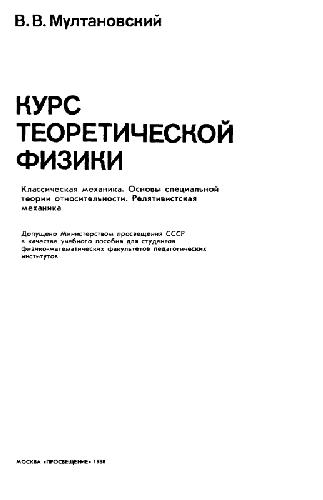 В. В. Мултановский
КУРС
ТЕОРЕТИЧЕСКОЙ
ФИЗИКИ
Классическая механика. Основы специальной
теории относительности. Релятивистская
механика
Допущено Министерством просвещения СССР
в качестве учебного пособия для студентов
физико-математических факультетов педагогических
институтов
МОСКВА «ПРОСВЕЩЕНИЕ»